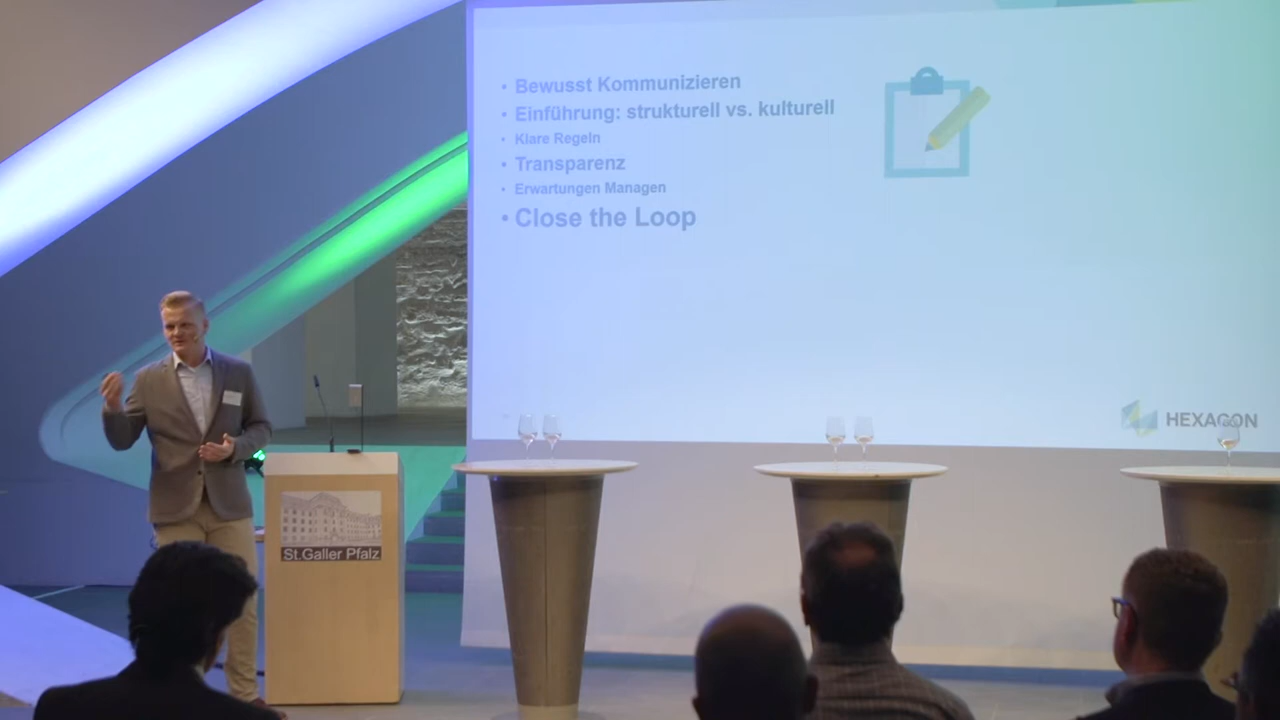 • Bewusst Kommunizieren
• Einführung: strukturell vs. kulturell
• Klare Regeln
• Transparenz
• Erwartungen Managen
• Close the Loop
HEXAGON
St.Galler Pfalz